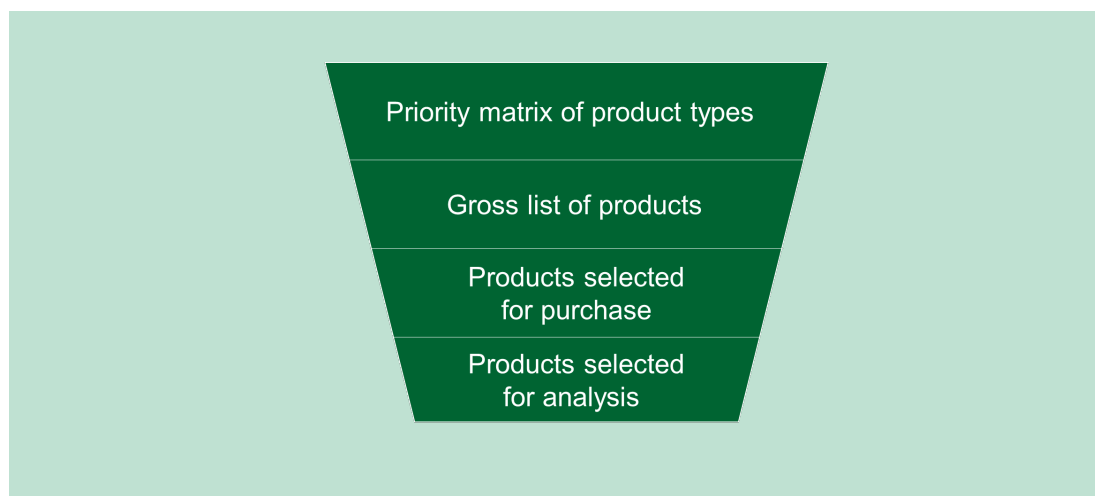 Priority matrix of product types
Gross list of products
Products selected
for purchase
Products selected
for analysis